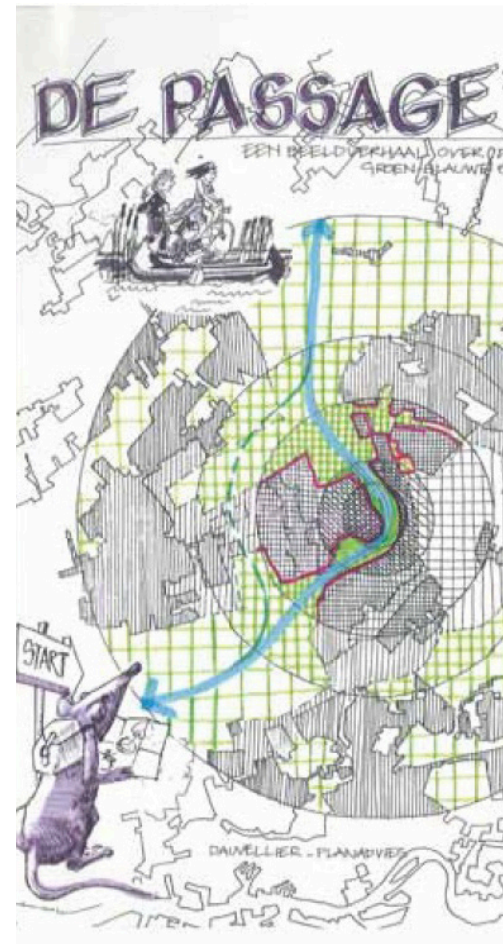 DE PASSAGE
EEN BEELDVERHAAL OVER
GROEN-BLAUWE
START
DAUVELLIER - PLANADVIES